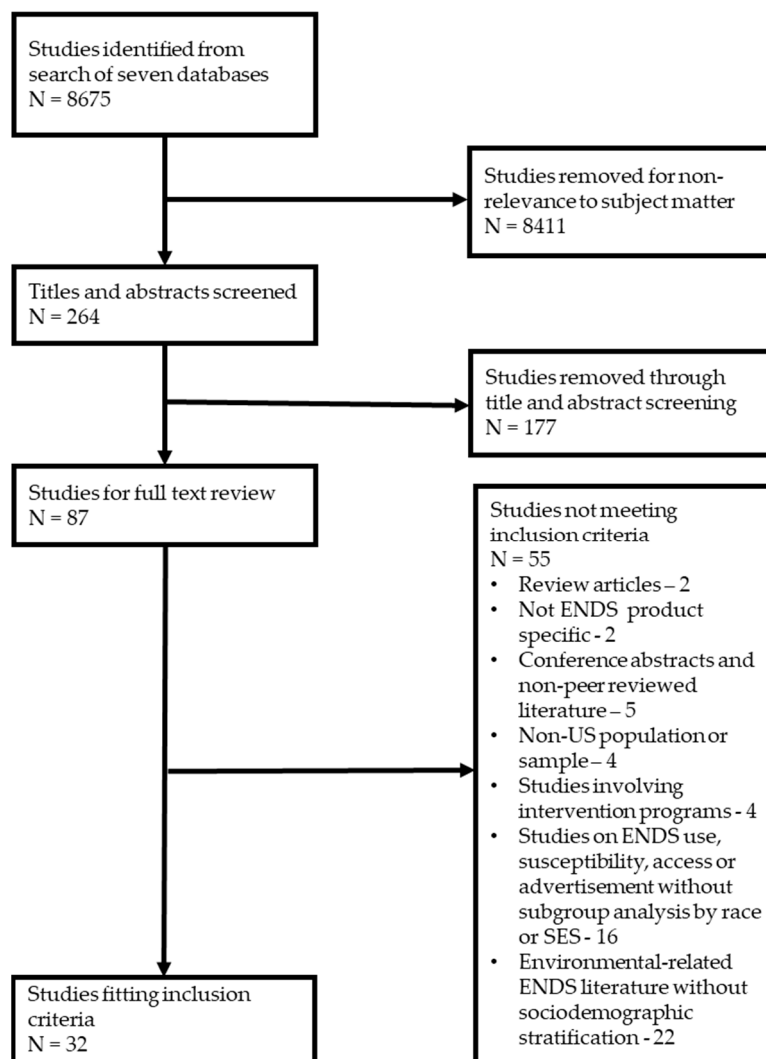 Studies identified from
search of seven databases
N = 8675
Studies removed for non-
relevance to subject matter
N = 8411
Titles and abstracts screened
N = 264
Studies removed through
title and abstract screening
N = 177
Studies for full text review
N = 87
Studies not meeting
inclusion criteria
N = 55
• Review articles – 2
• Not ENDS product
specific - 2
• Conference abstracts and
non-peer reviewed
literature – 5
• Non-US population or
sample – 4
• Studies involving
intervention programs - 4
• Studies on ENDS use,
susceptibility, access or
advertisement without
subgroup analysis by race
or SES - 16
• Environmental-related
ENDS literature without
sociodemographic
stratification - 22
Studies fitting inclusion
criteria
N = 32